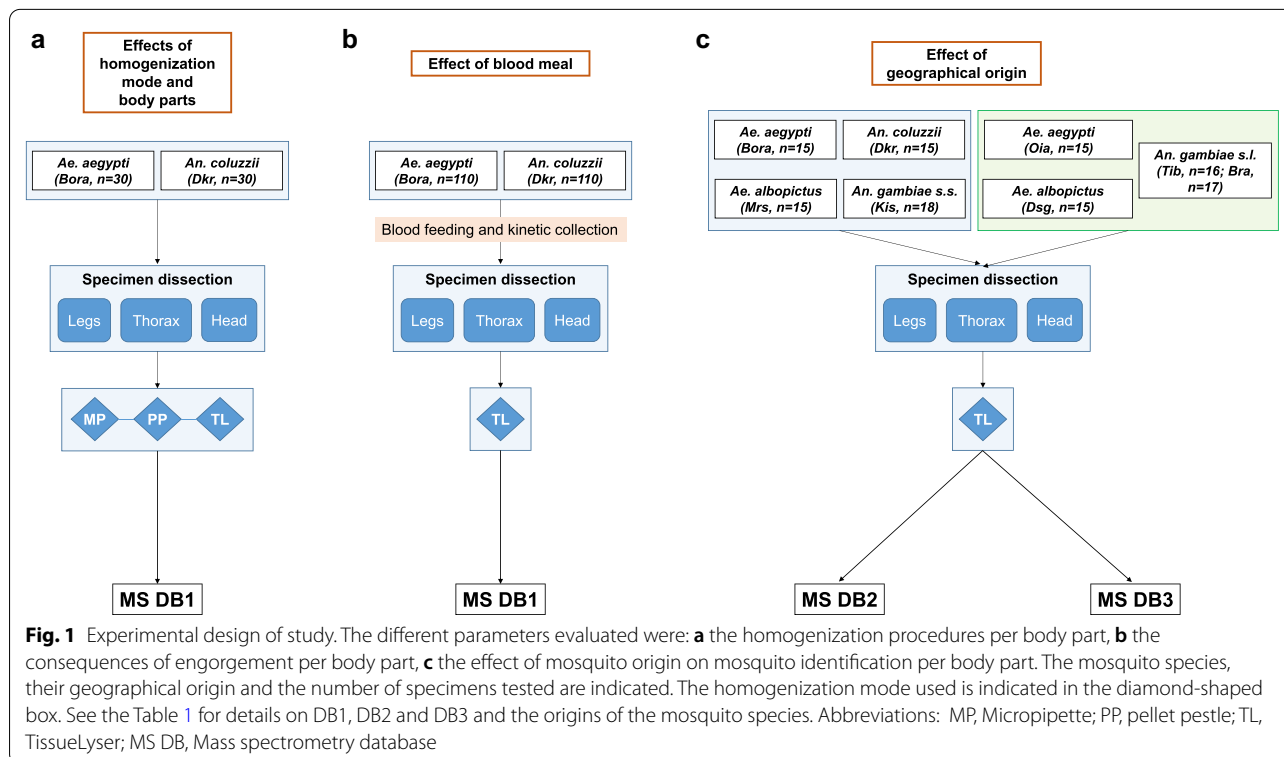 a
Effects of
homogenization
mode and
body parts
Ae. aegypti
(Bora, n=30)
An. coluzzii
(Dkr, n=30)
Specimen dissection
Legs
Thorax
Head
MP
PP
TL
MS DB1
b
Effect of blood meal
Ae. aegypti
(Bora, n=110)
An. coluzzii
(Dkr, n=110)
Blood feeding and kinetic collection
Specimen dissection
Legs
Thorax
Head
TL
MS DB1
c
Effect of
geographical origin
Ae. aegypti
(Bora, n=15)
An. coluzzii
(Dkr, n=15)
Ae. albopictus
(Mrs, n=15)
An. gambiae s.s.
(Kis, n=18)
Ae. aegypti
(Oia, n=15)
Ae. albopictus
(Dsg, n=15)
An. gambiae s.l.
(Tib, n=16; Bra,
n=17)
Specimen dissection
Legs
Thorax
Head
TL
MS DB2
MS DB3
Fig. 1 Experimental design of study. The different parameters evaluated were: a the homogenization procedures per body part, b the
consequences of engorgement per body part, c the effect of mosquito origin on mosquito identification per body part. The mosquito species,
their geographical origin and the number of specimens tested are indicated. The homogenization mode used is indicated in the diamond-shaped
box. See the Table 1 for details on DB1, DB2 and DB3 and the origins of the mosquito species. Abbreviations: MP, Micropipette; PP, pellet pestle; TL,
TissueLyser; MS DB, Mass spectrometry database